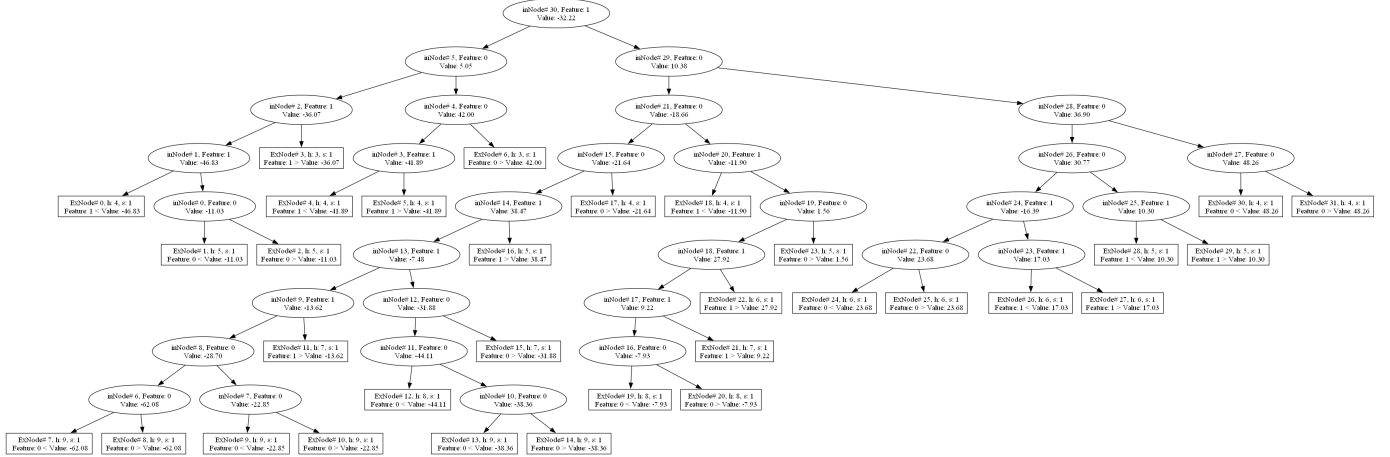 inNode# 30, Feature: 1
Value: -32.22
inNode# 5, Feature: 0
Value: 5.05
inNode# 29, Feature: 0
Value: 10.38
inNode# 2, Feature: 1
Value: -36.07
inNode# 4, Feature: 0
Value: 42.00
inNode# 21, Feature: 0
Value: -18.66
inNode# 28, Feature: 0
Value: 36.90
inNode# 1, Feature: 1
Value: -46.83
ExNode# 3, h: 3, s: 1
Feature: 1 > Value: -36.07
inNode# 3, Feature: 1
Value: -41.89
ExNode# 6, h: 3, s: 1
Feature: 0 > Value: 42.00
inNode# 15, Feature: 0
Value: -21.64
inNode# 20, Feature: 1
Value: -11.90
inNode# 26, Feature: 0
Value: 30.77
inNode# 27, Feature: 0
Value: 48.26
ExNode# 0, h: 4, s: 1
Feature: 1 < Value: -46.83
inNode# 0, Feature: 0
Value: -11.03
ExNode# 4, h: 4, s: 1
Feature: 1 < Value: -41.89
ExNode# 5, h: 4, s: 1
Feature: 1 > Value: -41.89
inNode# 14, Feature: 1
Value: 38.47
ExNode# 17, h: 4, s: 1
Feature: 0 > Value: -21.64
ExNode# 18, h: 4, s: 1
Feature: 1 < Value: -11.90
inNode# 19, Feature: 0
Value: 1.56
inNode# 24, Feature: 1
Value: -16.39
inNode# 25, Feature: 1
Value: 10.30
ExNode# 30, h: 4, s: 1
Feature: 0 < Value: 48.26
ExNode# 31, h: 4, s: 1
Feature: 0 > Value: 48.26
ExNode# 1, h: 5, s: 1
Feature: 0 < Value: -11.03
ExNode# 2, h: 5, s: 1
Feature: 0 > Value: -11.03
inNode# 13, Feature: 1
Value: -7.48
ExNode# 16, h: 5, s: 1
Feature: 1 > Value: 38.47
inNode# 18, Feature: 1
Value: 27.92
ExNode# 23, h: 5, s: 1
Feature: 0 > Value: 1.56
inNode# 22, Feature: 0
Value: 23.68
inNode# 23, Feature: 1
Value: 17.03
ExNode# 28, h: 5, s: 1
Feature: 1 < Value: 10.30
ExNode# 29, h: 5, s: 1
Feature: 1 > Value: 10.30
inNode# 9, Feature: 1
Value: -13.62
inNode# 12, Feature: 0
Value: -31.88
inNode# 17, Feature: 1
Value: 9.22
ExNode# 22, h: 6, s: 1
Feature: 1 > Value: 27.92
ExNode# 24, h: 6, s: 1
Feature: 0 < Value: 23.68
ExNode# 25, h: 6, s: 1
Feature: 0 > Value: 23.68
ExNode# 26, h: 6, s: 1
Feature: 1 < Value: 17.03
ExNode# 27, h: 6, s: 1
Feature: 1 > Value: 17.03
inNode# 8, Feature: 0
Value: -28.70
ExNode# 11, h: 7, s: 1
Feature: 1 > Value: -13.62
inNode# 11, Feature: 0
Value: -44.11
ExNode# 15, h: 7, s: 1
Feature: 0 > Value: -31.88
inNode# 16, Feature: 0
Value: -7.93
ExNode# 21, h: 7, s: 1
Feature: 1 > Value: 9.22
inNode# 6, Feature: 0
Value: -62.08
inNode# 7, Feature: 0
Value: -22.85
ExNode# 12, h: 8, s: 1
Feature: 0 < Value: -44.11
inNode# 10, Feature: 0
Value: -38.36
ExNode# 19, h: 8, s: 1
Feature: 0 < Value: -7.93
ExNode# 20, h: 8, s: 1
Feature: 0 > Value: -7.93
ExNode# 7, h: 9, s: 1
Feature: 0 < Value: -62.08
ExNode# 8, h: 9, s: 1
Feature: 0 > Value: -62.08
ExNode# 9, h: 9, s: 1
Feature: 0 < Value: -22.85
ExNode# 10, h: 9, s: 1
Feature: 0 > Value: -22.85
ExNode# 13, h: 9, s: 1
Feature: 0 < Value: -38.36
ExNode# 14, h: 9, s: 1
Feature: 0 > Value: -38.36